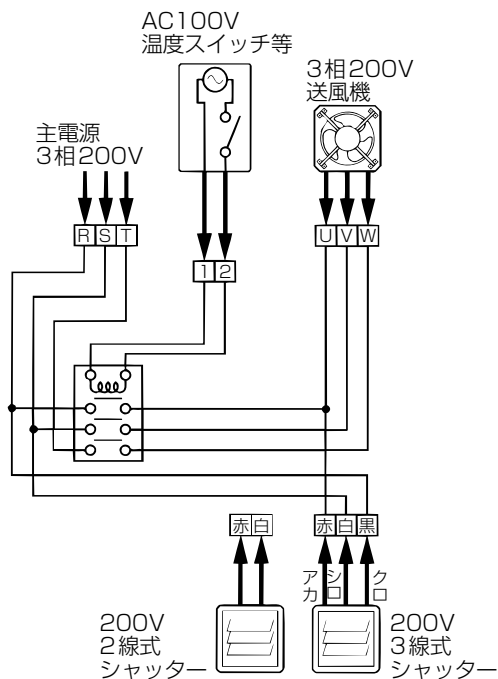 AC100V
温度スイッチ等
3相200V
送風機
主電源
3相200V
R S T
U V W
1 2
赤 白
赤 白 黒
アカ
シロ
クロ
200V
2線式
シャッター
200V
3線式
シャッター